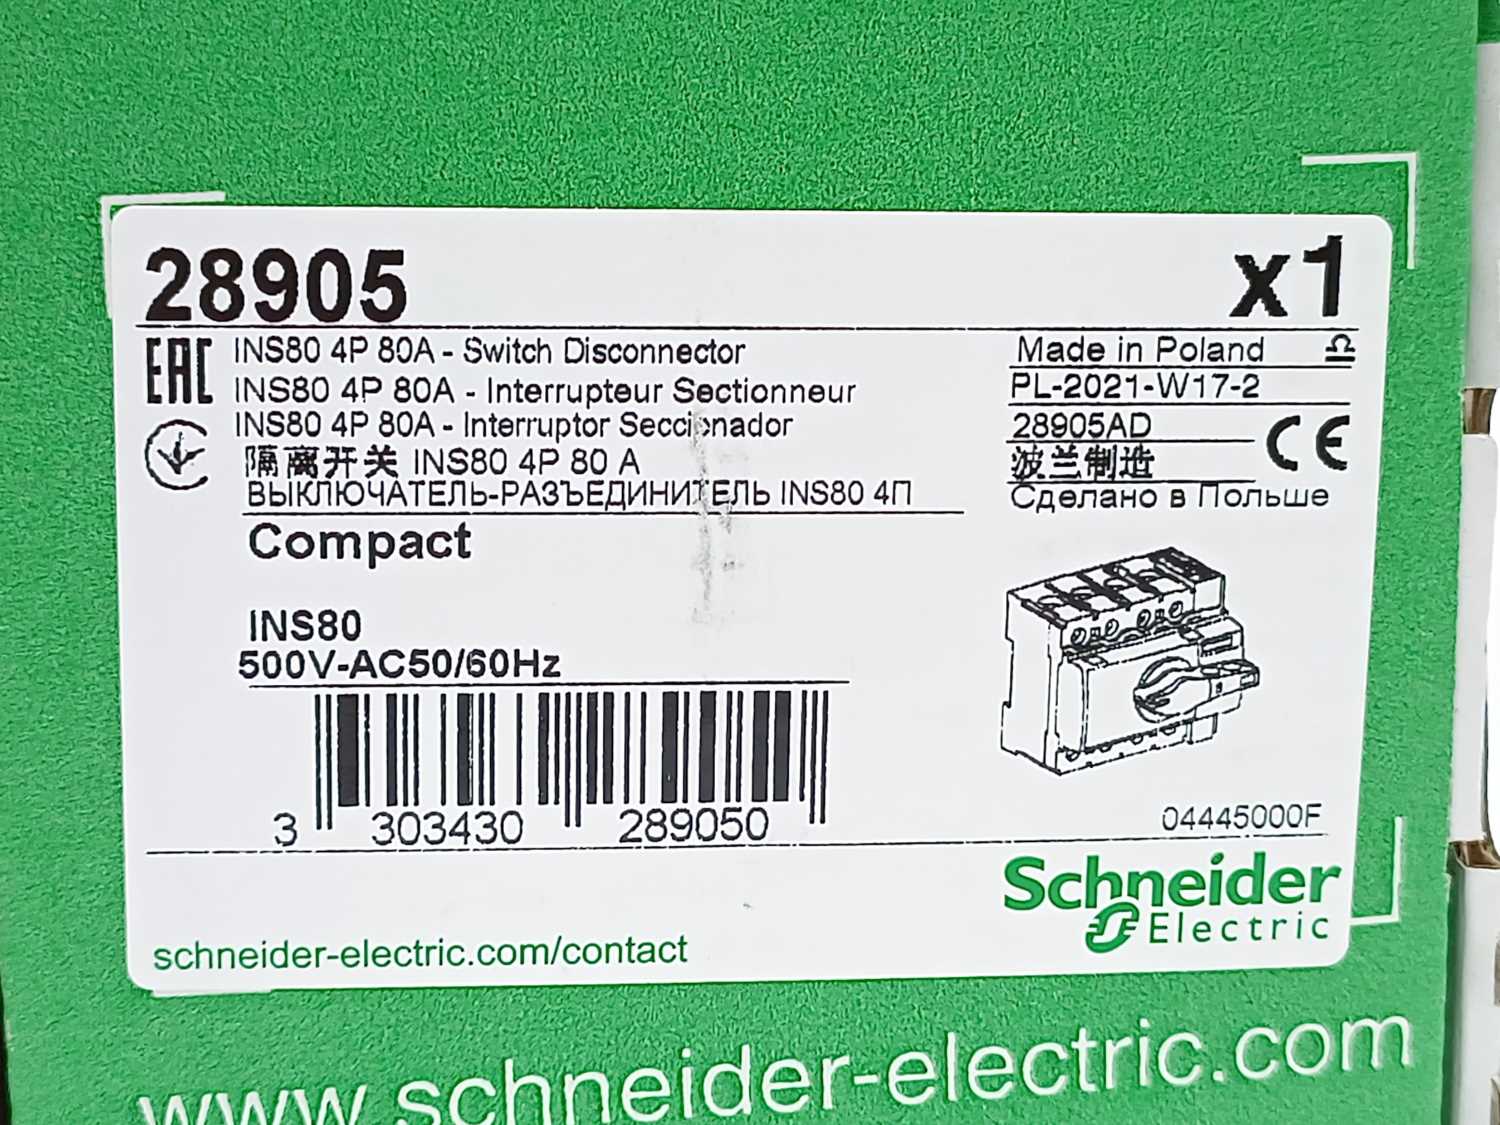 28905
x1
EAC
INS80 4P 80A - Switch Disconnector
INS80 4P 80A - Interrupteur Sectionneur
INS80 4P 80A - Interruptor Seccionador
隔离开关 INS80 4P 80 A
ВЫКЛЮЧАТЕЛЬ-РАЗЪЕДИНИТЕЛЬ INS80 4П
Made in Poland
PL-2021-W17-2
28905AD
CE
波兰制造
Сделано в Польше
Compact
INS80
500V-AC50/60Hz
3 303430 289050
04445000F
Schneider
Electric
schneider-electric.com/contact
www.schneider-electric.com